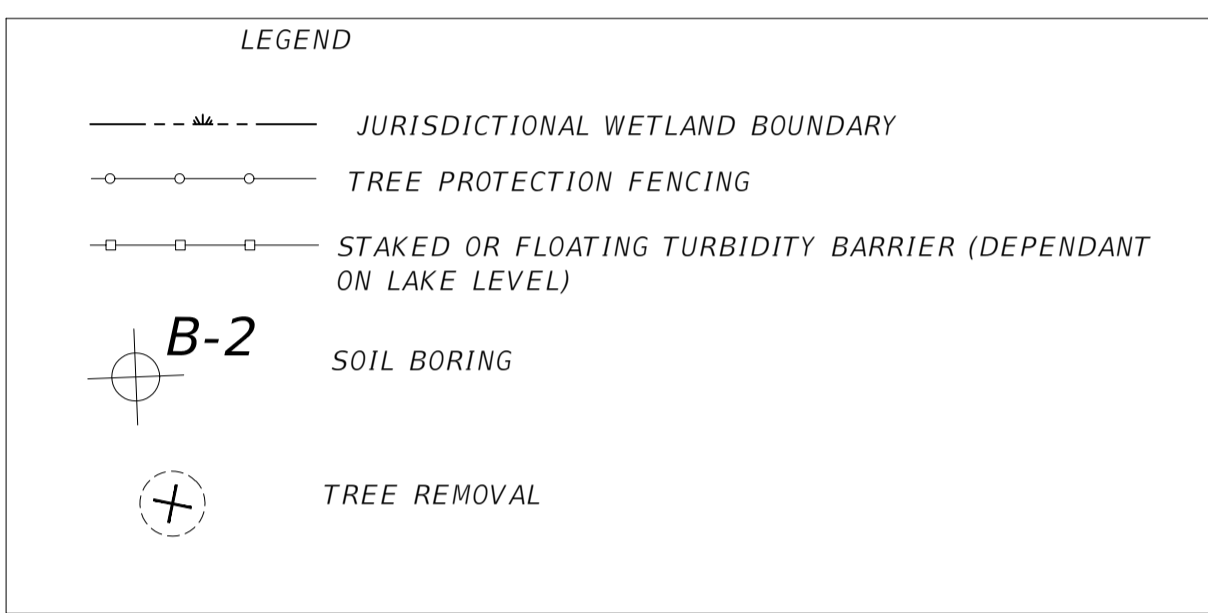 LEGEND
JURISDICTIONAL WETLAND BOUNDARY
TREE PROTECTION FENCING
STAKED OR FLOATING TURBIDITY BARRIER (DEPENDANT
ON LAKE LEVEL)
B-2
SOIL BORING
TREE REMOVAL